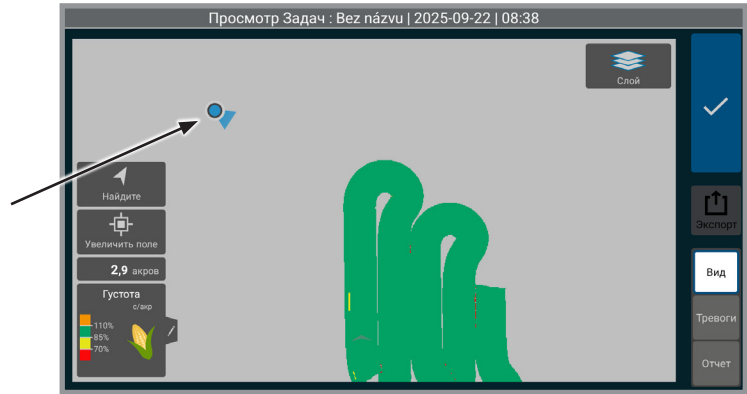 Просмотр Задач : Bez názvu | 2025-09-22 | 08:38
Слой
Найдите
Увеличить поле
2,9 акров
Густота
с/акр
110%
85%
70%
Экспорт
Вид
Тревоги
Отчет